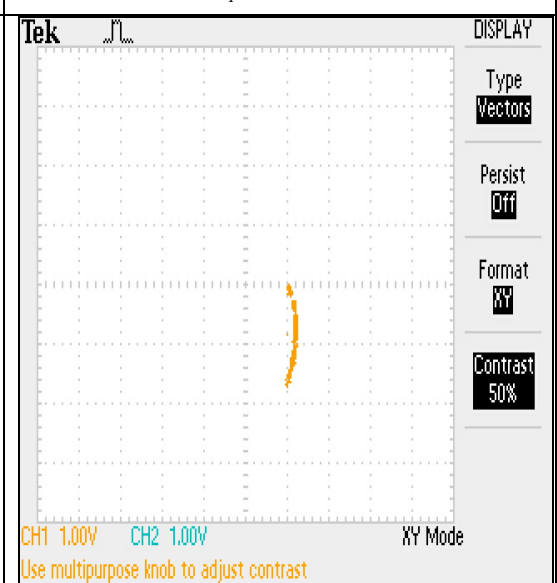 Tek
DISPLAY
Type
Vectors
Persist
Off
Format
XY
Contrast
50%
CH1 1.00V CH2 1.00V XY Mode
Use multipurpose knob to adjust contrast